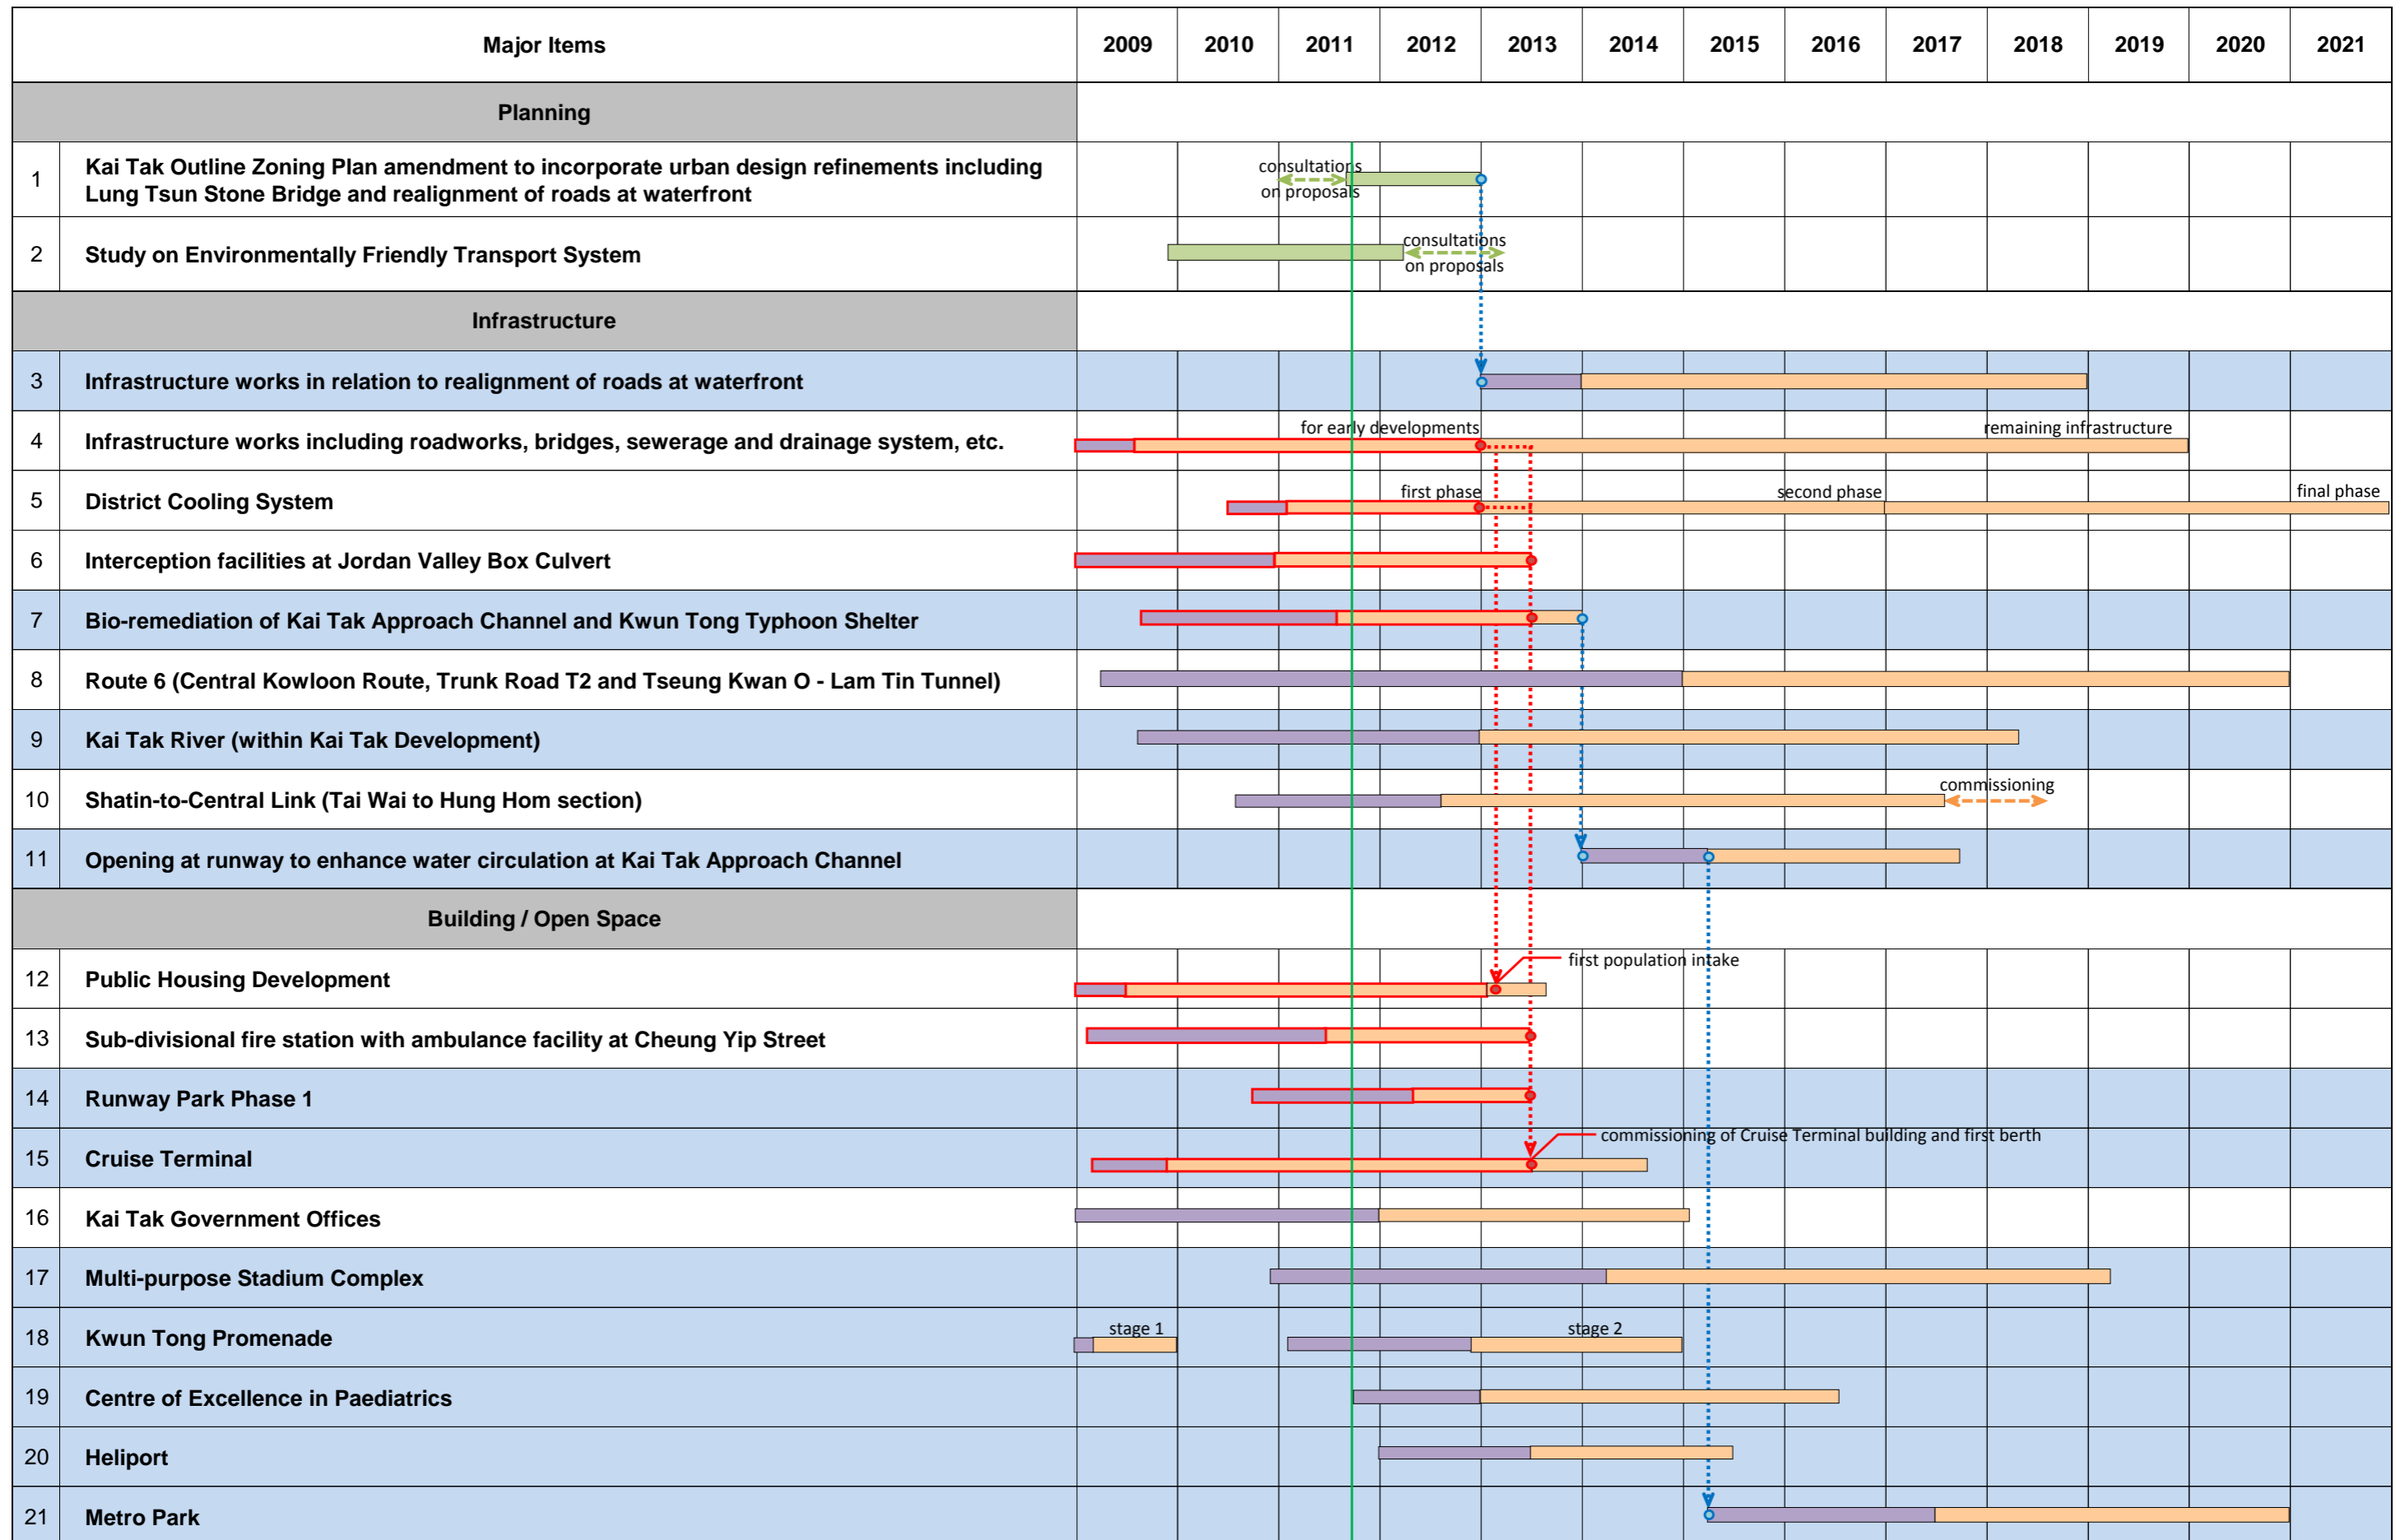 Major Items 2009 2010 2011 2012 2013 2014 2015 2016 2017 2018 2019 2020 2021
Planning
1 Kai Tak Outline Zoning Plan amendment to incorporate urban design refinements including
Lung Tsun Stone Bridge and realignment of roads at waterfront
consultations
on proposals
2 Study on Environmentally Friendly Transport System
consultations
on proposals
Infrastructure
3 Infrastructure works in relation to realignment of roads at waterfront
4 Infrastructure works including roadworks, bridges, sewerage and drainage system, etc.
for early developments remaining infrastructure
5 District Cooling System
first phase second phase final phase
6 Interception facilities at Jordan Valley Box Culvert
7 Bio-remediation of Kai Tak Approach Channel and Kwun Tong Typhoon Shelter
8 Route 6 (Central Kowloon Route, Trunk Road T2 and Tseung Kwan O - Lam Tin Tunnel)
9 Kai Tak River (within Kai Tak Development)
10 Shatin-to-Central Link (Tai Wai to Hung Hom section)
commissioning
11 Opening at runway to enhance water circulation at Kai Tak Approach Channel
Building / Open Space
12 Public Housing Development
first population intake
13 Sub-divisional fire station with ambulance facility at Cheung Yip Street
14 Runway Park Phase 1
15 Cruise Terminal
commissioning of Cruise Terminal building and first berth
16 Kai Tak Government Offices
17 Multi-purpose Stadium Complex
18 Kwun Tong Promenade
stage 1 stage 2
19 Centre of Excellence in Paediatrics
20 Heliport
21 Metro Park